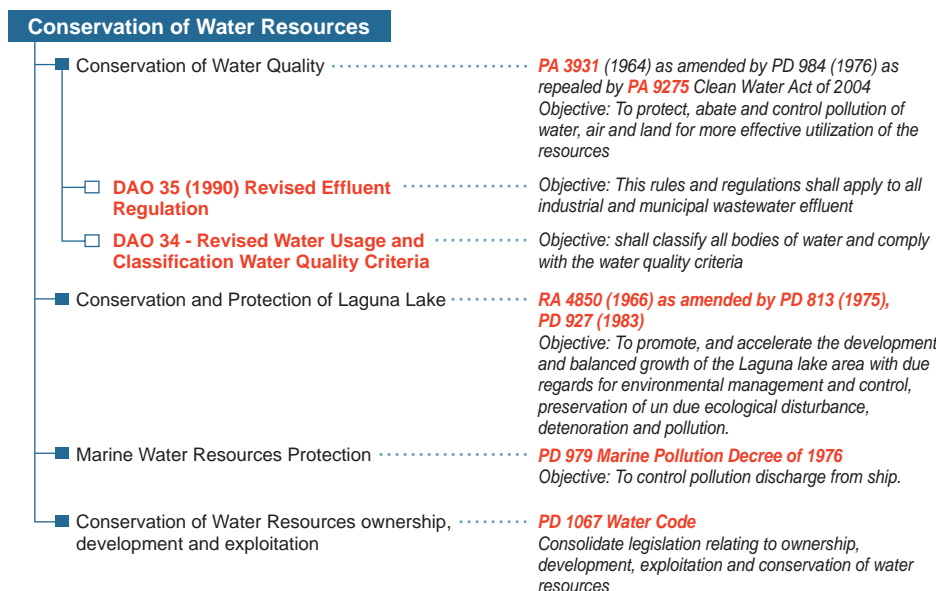 Conservation of Water Resources
Conservation of Water Quality
PA 3931 (1964) as amended by PD 984 (1976) as
repealed by PA 9275 Clean Water Act of 2004
Objective: To protect, abate and control pollution of
water, air and land for more effective utilization of the
resources
DAO 35 (1990) Revised Effluent
Regulation
Objective: This rules and regulations shall apply to all
industrial and municipal wastewater effluent
DAO 34 - Revised Water Usage and
Classification Water Quality Criteria
Objective: shall classify all bodies of water and comply
with the water quality criteria
Conservation and Protection of Laguna Lake
RA 4850 (1966) as amended by PD 813 (1975),
PD 927 (1983)
Objective: To promote, and accelerate the development
and balanced growth of the Laguna lake area with due
regards for environmental management and control,
preservation of un due ecological disturbance,
detenoration and pollution.
Marine Water Resources Protection
PD 979 Marine Pollution Decree of 1976
Objective: To control pollution discharge from ship.
Conservation of Water Resources ownership,
development and exploitation
PD 1067 Water Code
Consolidate legislation relating to ownership,
development, exploitation and conservation of water
resources